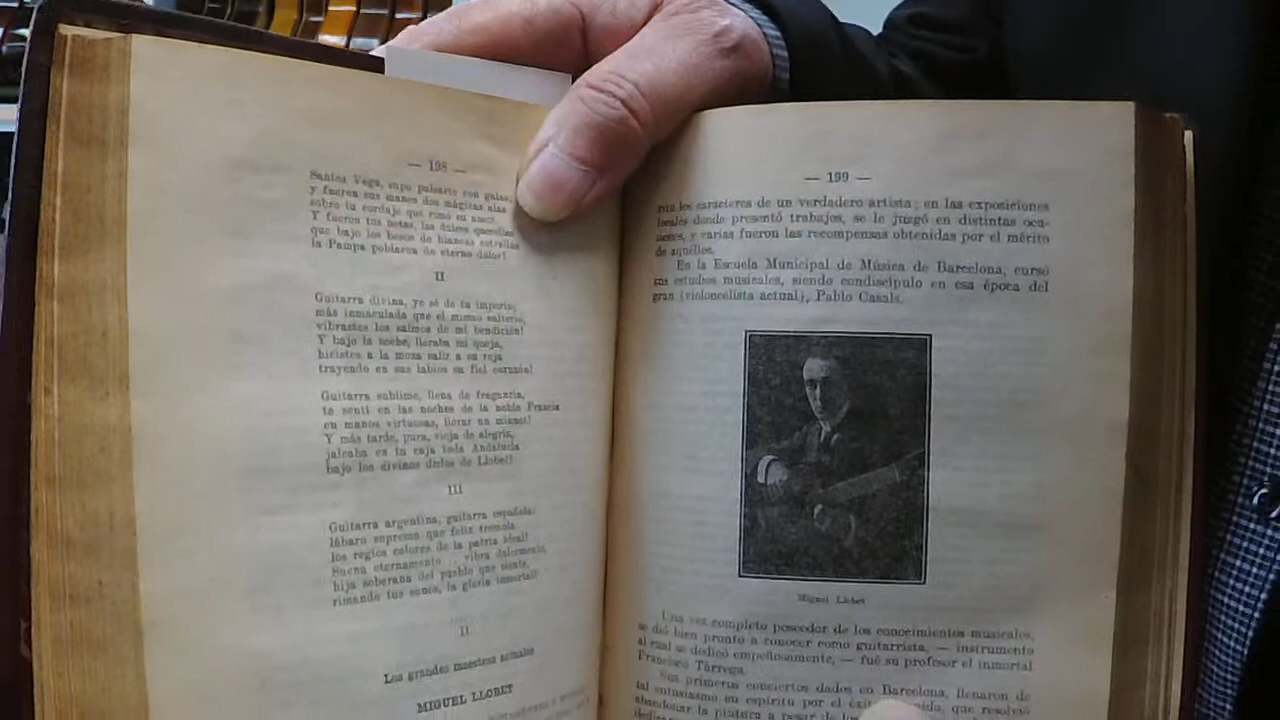 — 198 —
Santos Vega, supo pulsarte con galas,
y fueron sus manos dos mágicas alas
sobre tu cordaje que rimó su amor.
Y fueron tus notas, las dulces querellas
que bajo los besos de blancas estrellas
la Pampa poblaron de eterno dolor!
II
Guitarra divina, yo sé de tu imperio;
más inmaculada que el mismo salterio,
vibrastes los salmos de mi bendición!
Y bajo la noche, lloraba mi queja,
hicistes a la moza salir a su reja
trayendo en sus labios su fiel corazón!
Guitarra sublime, llena de fragancia,
te sentí en las noches de la noble Francia
en manos virtuosas, llorar un minuet!
Y más tarde, pura, rieja de alegría,
jaleaba en tu caja toda Andalucía
bajo los divinos dedos de Llobet!
III
Guitarra argentina, guitarra española:
lábaro supremo que feliz tremola
los regios colores de la patria ideal!
Suena eternamente... vibra dulcemente,
hija soberana del pueblo que siente,
rimando tus sones, la gloria inmortal!
II
Los grandes maestros actuales
MIGUEL LLOBET
— 199 —
los caracteres de un verdadero artista; en las exposiciones
locales donde presentó trabajos, se le juzgó en distintas oca-
siones, y varias fueron las recompensas obtenidas por el mérito
de aquéllos.
En la Escuela Municipal de Música de Barcelona, cursó
sus estudios musicales, siendo condiscípulo en esa época del
gran (violoncelista actual), Pablo Casals.
Miguel Llobet
Una vez completo poseedor de los conocimientos musicales,
se dió bien pronto a conocer como guitarrista, — instrumento
al cual se dedicó empeñosamente, — fué su profesor el inmortal
Francisco Tárrega.
Sus primeros conciertos dados en Barcelona, llenaron de
tal entusiasmo su espíritu por el que resolvió
abandonar la pintura a pesar de los